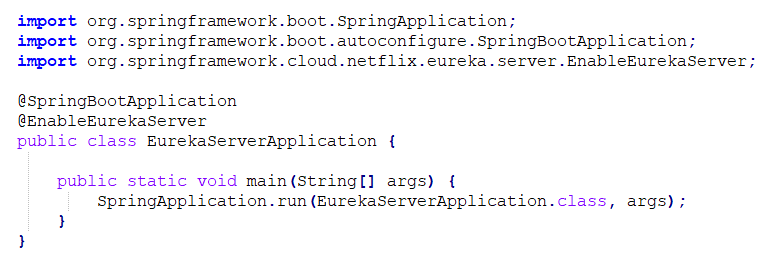 import org.springframework.boot.SpringApplication;
import org.springframework.boot.autoconfigure.SpringBootApplication;
import org.springframework.cloud.netflix.eureka.server.EnableEurekaServer;

@SpringBootApplication
@EnableEurekaServer
public class EurekaServerApplication {

    public static void main(String[] args) {
        SpringApplication.run(EurekaServerApplication.class, args);
    }
}